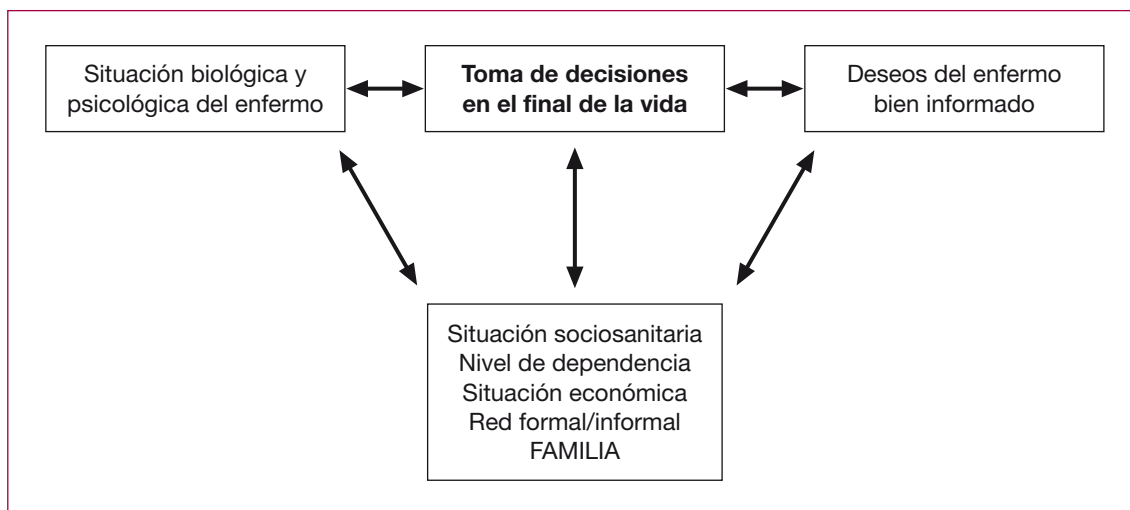 Situación biológica y
psicológica del enfermo
Toma de decisiones
en el final de la vida
Deseos del enfermo
bien informado
Situación sociosanitaria
Nivel de dependencia
Situación económica
Red formal/informal
FAMILIA